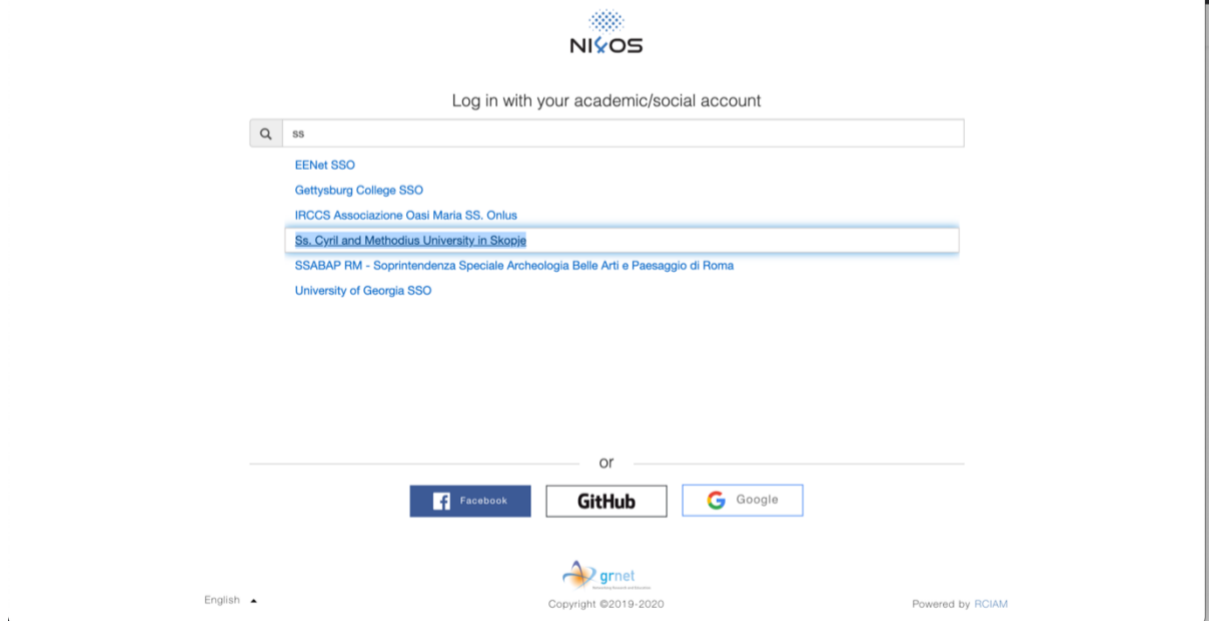 NI4OS
Log in with your academic/social account
ss
EENet SSO
Gettysburg College SSO
IRCCS Associazione Oasi Maria SS. Onlus
Ss. Cyril and Methodius University in Skopje
SSABAP RM - Soprintendenza Speciale Archeologia Belle Arti e Paesaggio di Roma
University of Georgia SSO
or
Facebook
GitHub
Google
grnet
English
Copyright ©2019-2020
Powered by RCIAM